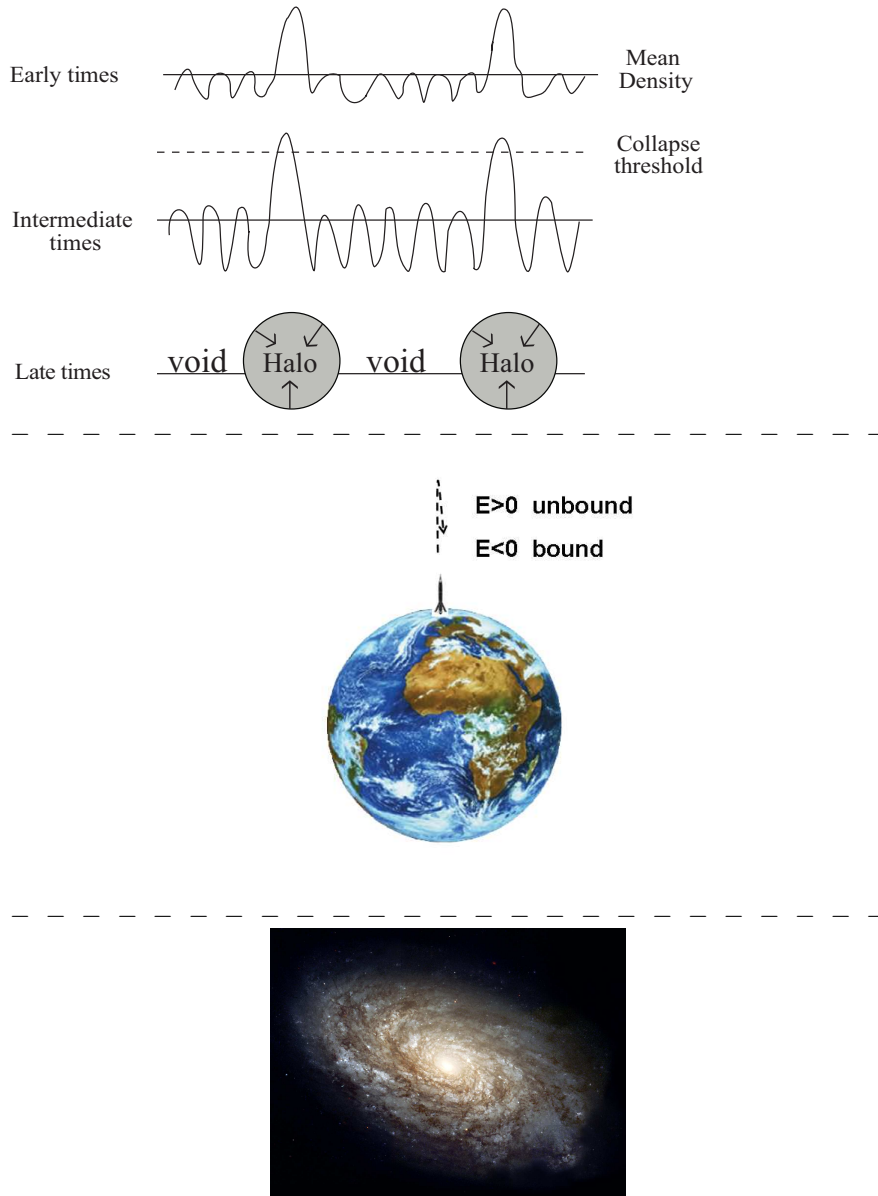 Early times
Mean
Density
Collapse
threshold
Intermediate
times
Late times
void
Halo
void
Halo
E>0 unbound
E<0 bound